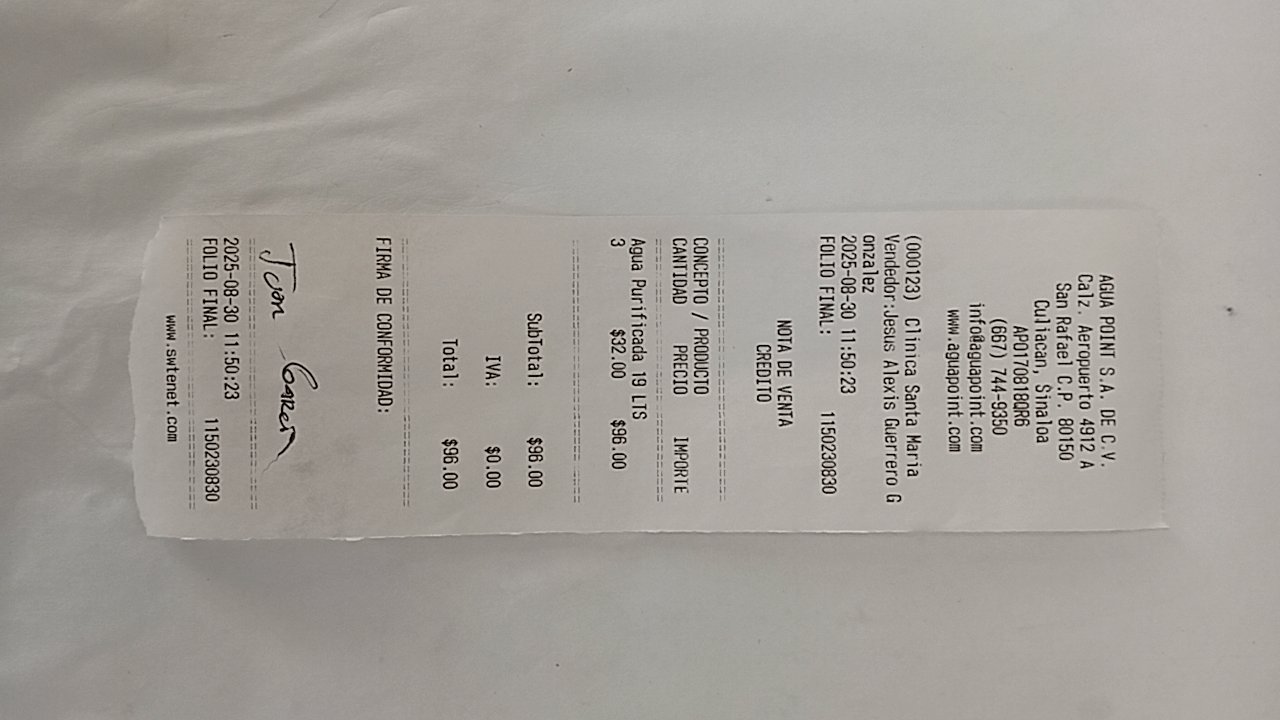 AGUA POINT S.A. DE C.V.
Calz. Aeropuerto 4912 A
San Rafael C.P. 80150
Culiacan, Sinaloa
APO170818QR6
(667) 744-9350
info@aguapoint.com
www.aguapoint.com
(000123) Clinica Santa Maria
Vendedor:Jesus Alexis Guerrero G
onzalez
2025-08-30 11:50:23
FOLIO FINAL: 1150230830
NOTA DE VENTA
CREDITO
CONCEPTO / PRODUCTO
CANTIDAD PRECIO IMPORTE
Agua Purificada 19 LTS
3 $32.00 $96.00
SubTotal: $96.00
IVA: $0.00
Total: $96.00
FIRMA DE CONFORMIDAD:
2025-08-30 11:50:23
FOLIO FINAL: 1150230830
www.swtenet.com